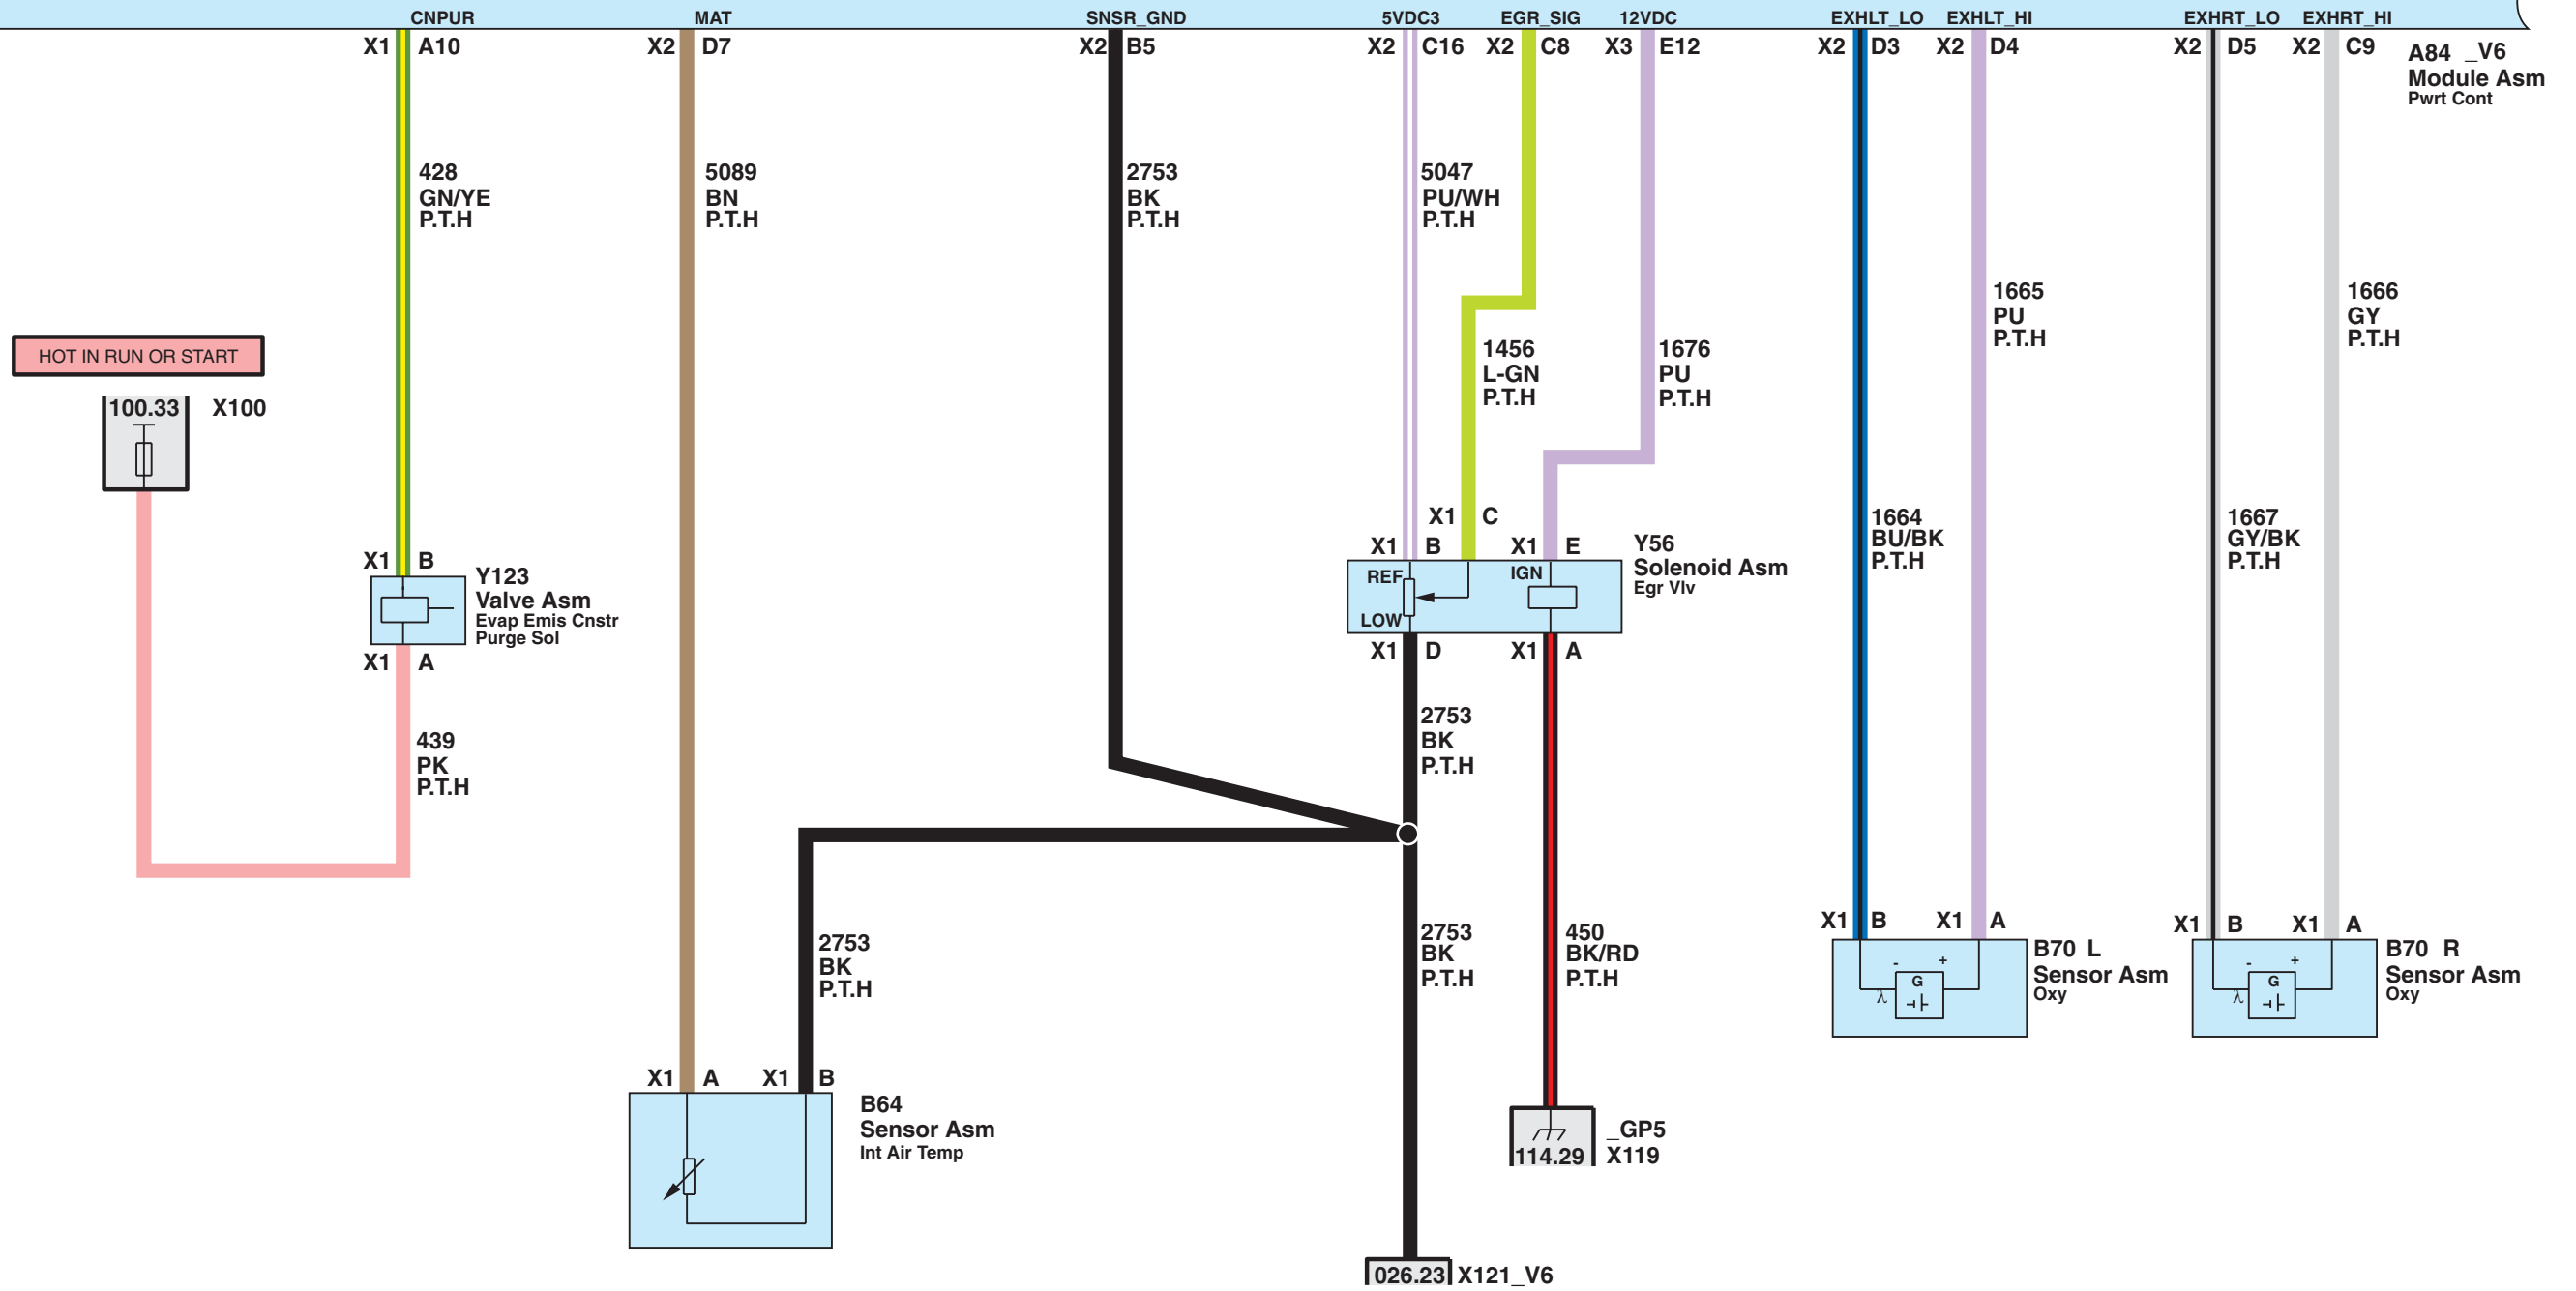 CNPUR MAT SNSR_GND 5VDC3 EGR_SIG 12VDC EXHLT_LO EXHLT_HI EXHRT_LO EXHRT_HI
X1 A10 X2 D7 X2 B5 X2 C16 X2 C8 X3 E12 X2 D3 X2 D4 X2 D5 X2 C9
A84 _V6
Module Asm
Pwrt Cont
428
GN/YE
P.T.H
5089
BN
P.T.H
2753
BK
P.T.H
5047
PU/WH
P.T.H
1665
PU
P.T.H
1666
GY
P.T.H
HOT IN RUN OR START
100.33 X100
1456
L-GN
P.T.H
1676
PU
P.T.H
1664
BU/BK
P.T.H
1667
GY/BK
P.T.H
X1 C
X1 B X1 E
REF IGN
LOW
Y56
Solenoid Asm
Egr Vlv
X1 D X1 A
X1 B
Y123
Valve Asm
Evap Emis Cnstr
Purge Sol
X1 A
439
PK
P.T.H
2753
BK
P.T.H
2753
BK
P.T.H
2753
BK
P.T.H
450
BK/RD
P.T.H
X1 B X1 A
- +
G
λ
B70 L
Sensor Asm
Oxy
X1 B X1 A
- +
G
λ
B70 R
Sensor Asm
Oxy
X1 A X1 B
B64
Sensor Asm
Int Air Temp
114.29
_GP5
X119
026.23 X121_V6